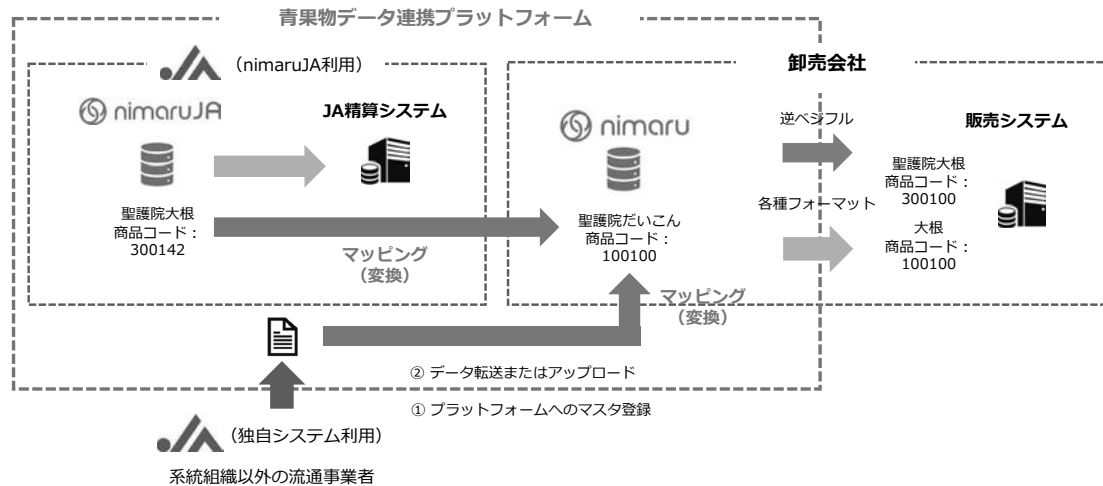 青果物データ連携プラットフォーム
（nimaruJA利用）
卸売会社
nimaruJA
JA精算システム
nimaru
逆ベジフル
販売システム
聖護院大根
商品コード：
300142
マッピング
（変換）
聖護院だいこん
商品コード：
100100
聖護院大根
商品コード：
300100
各種フォーマット
大根
商品コード：
100100
マッピング
（変換）
② データ転送またはアップロード
① プラットフォームへのマスタ登録
（独自システム利用）
系統組織以外の流通事業者